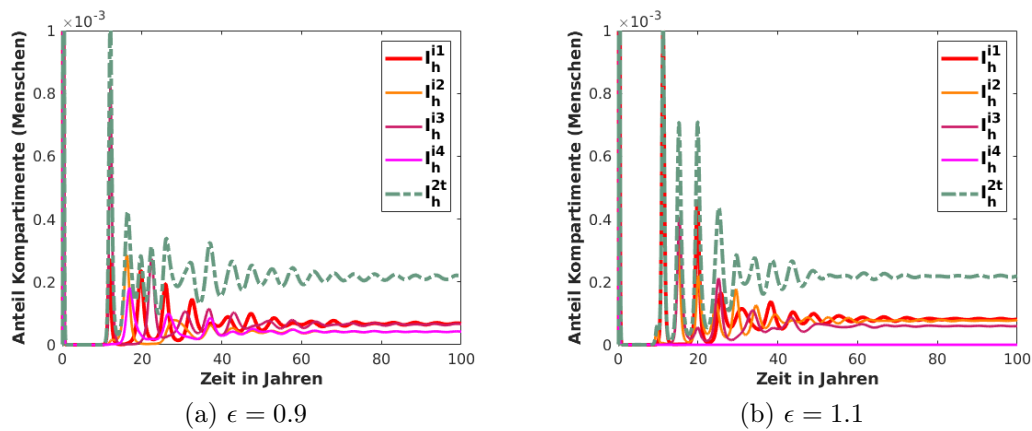 ×10⁻³
1
0.8
0.6
0.4
0.2
0
Anteil Kompartimente (Menschen)
0 20 40 60 80 100
Zeit in Jahren
I_h^{i1}
I_h^{i2}
I_h^{i3}
I_h^{i4}
I_h^{2t}
(a) ϵ = 0.9
×10⁻³
1
0.8
0.6
0.4
0.2
0
Anteil Kompartimente (Menschen)
0 20 40 60 80 100
Zeit in Jahren
I_h^{i1}
I_h^{i2}
I_h^{i3}
I_h^{i4}
I_h^{2t}
(b) ϵ = 1.1